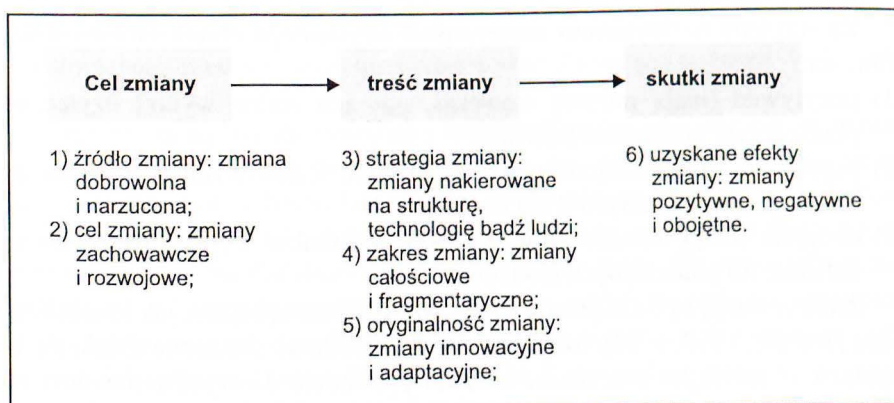 Cel zmiany
treść zmiany
skutki zmiany
1) źródło zmiany: zmiana
dobrowolna
i narzucona;
2) cel zmiany: zmiany
zachowawcze
i rozwojowe;
3) strategia zmiany:
zmiany nakierowane
na strukturę,
technologię bądź ludzi;
4) zakres zmiany: zmiany
całościowe
i fragmentaryczne;
5) oryginalność zmiany:
zmiany innowacyjne
i adaptacyjne;
6) uzyskane efekty
zmiany: zmiany
pozytywne, negatywne
i obojętne.